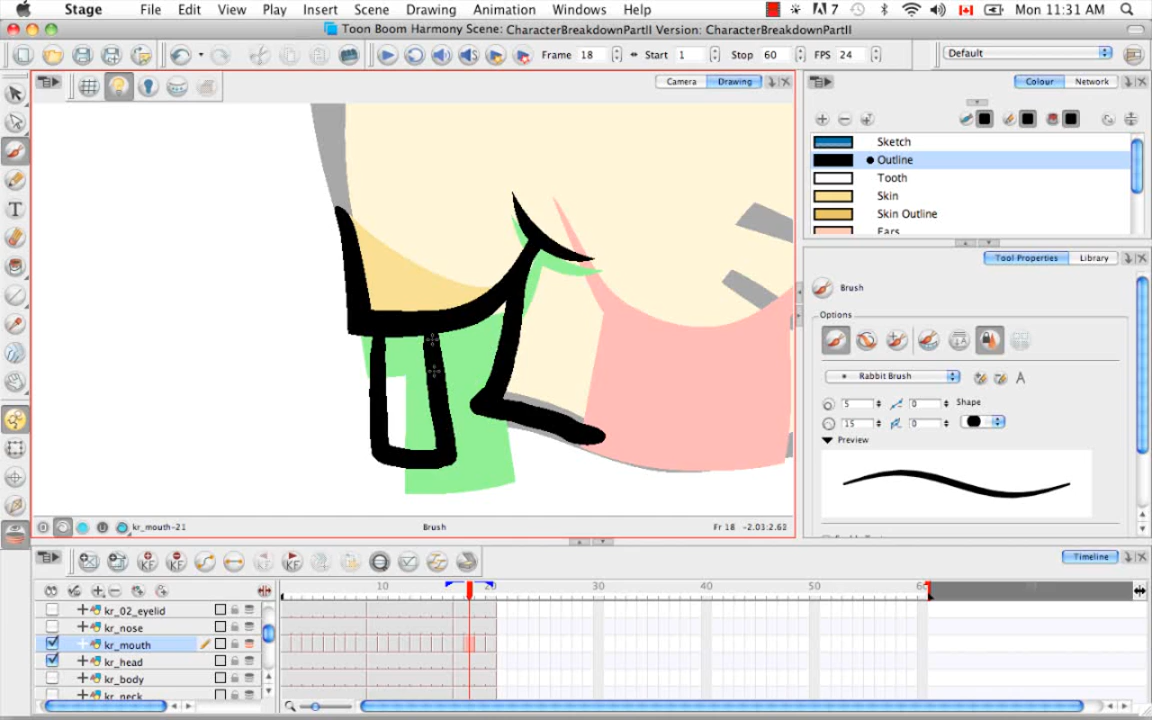 Stage File Edit View Play Insert Scene Drawing Animation Windows Help 7 Mon 11:31 AM
Toon Boom Harmony Scene: CharacterBreakdownPartII Version: CharacterBreakdownPartII
Frame 18 Start 1 Stop 60 FPS 24 Default
Camera Drawing Colour Network
Sketch
Outline
Tooth
Skin
Skin Outline
Ears
Tool Properties Library
Brush
Options
Rabbit Brush A
5 0 Shape
15 0
Preview
kr_mouth-21 Brush Fr 18 -2.03:2.62
Timeline
10 20 30 40 50 60
kr_02_eyelid
kr_nose
kr_mouth
kr_head
kr_body
kr_neck